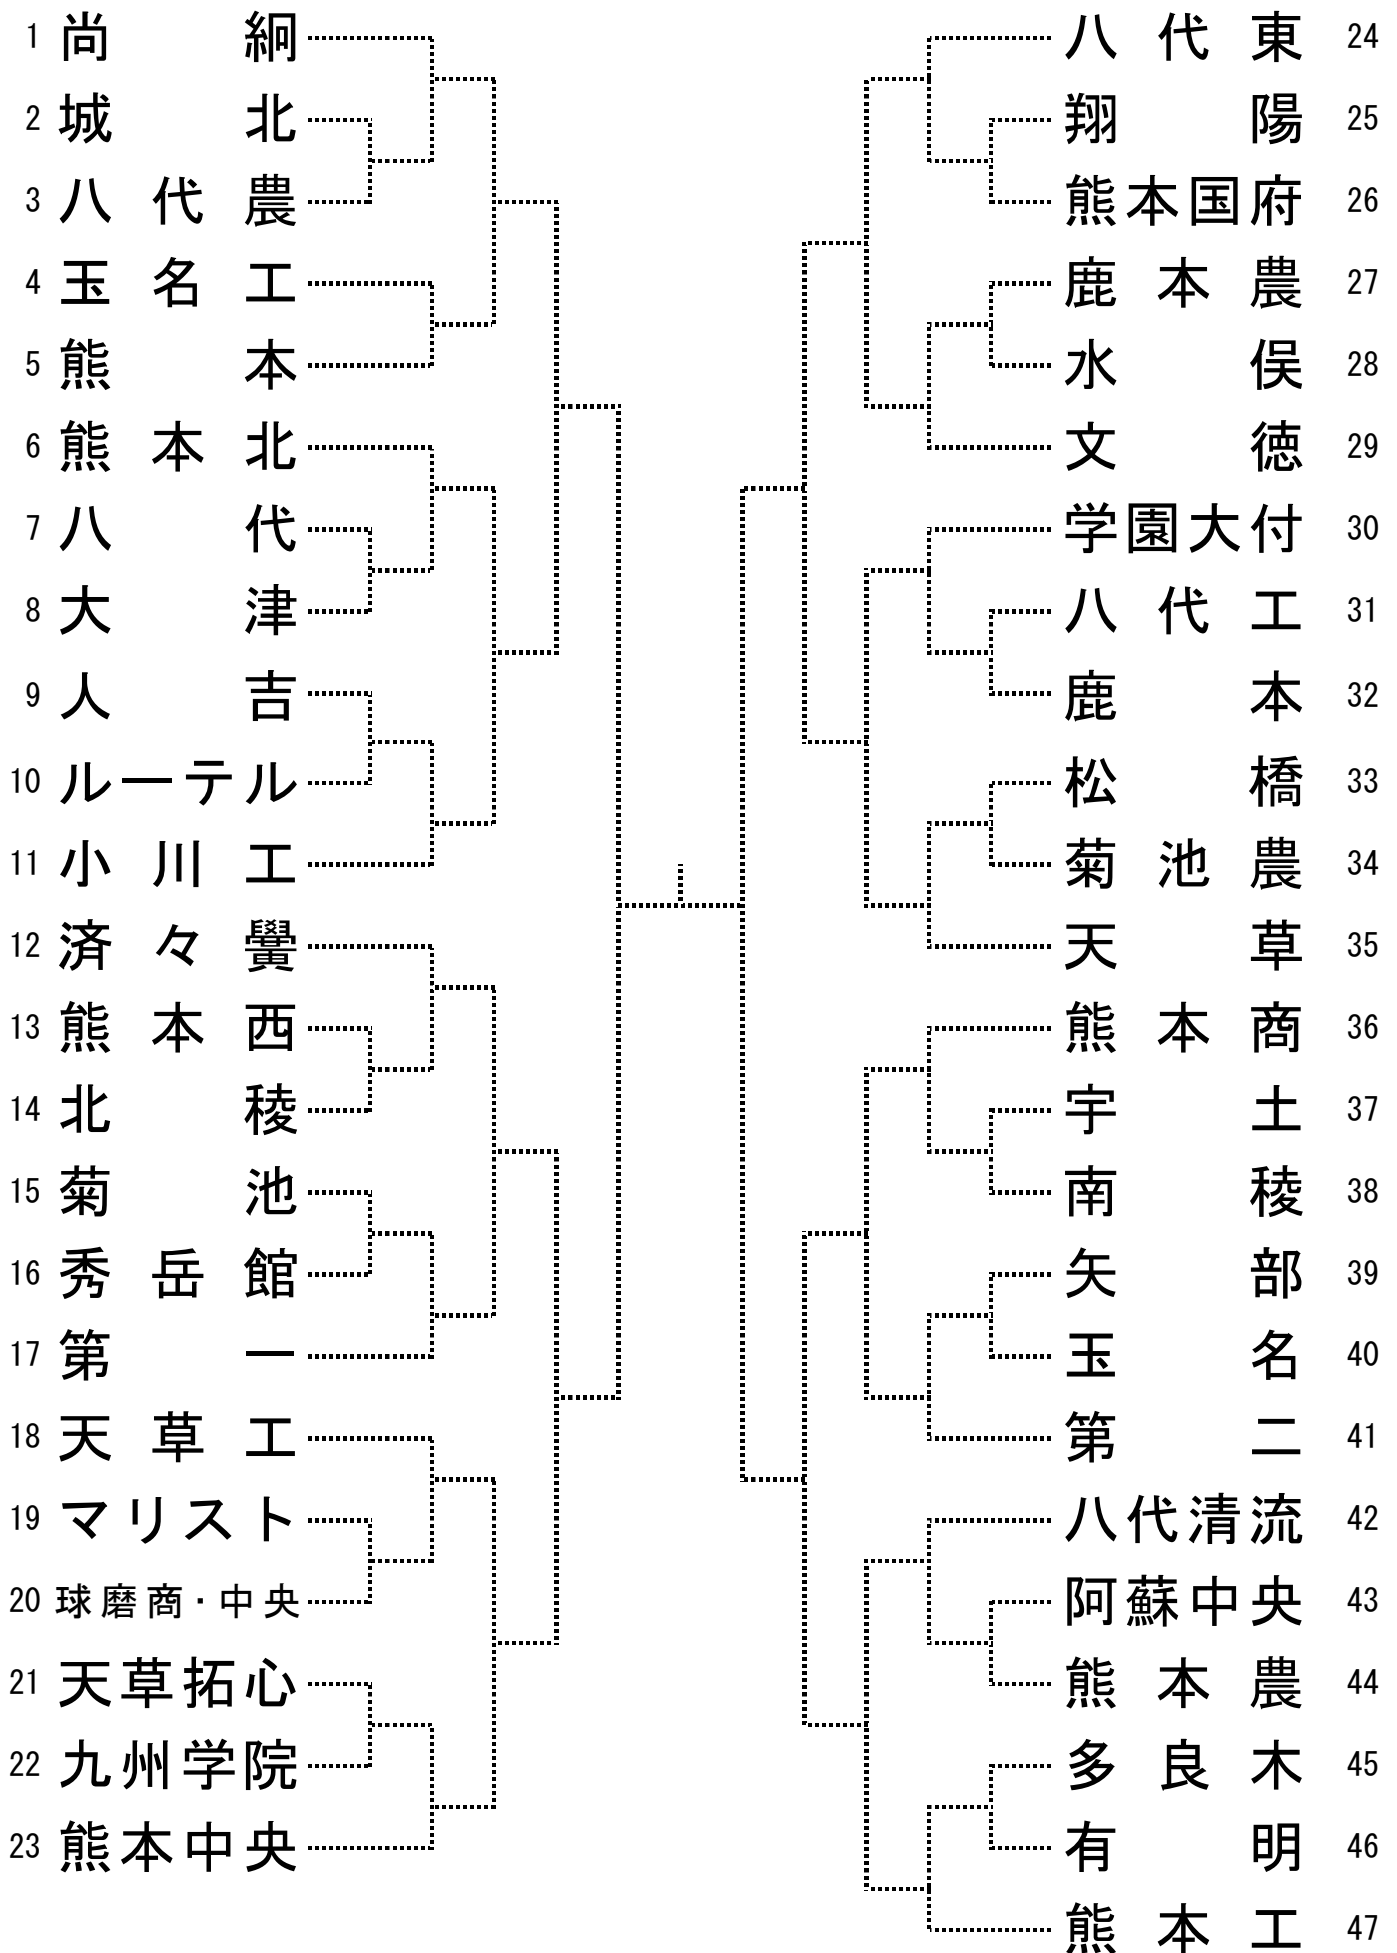 1 尚絅
2 城北
3 八代農
4 玉名工
5 熊本
6 熊本北
7 八代
8 大津
9 人吉
10 ルーテル
11 小川工
12 済々黌
13 熊本西
14 北稜
15 菊池
16 秀岳館
17 第一
18 天草工
19 マリスト
20 球磨商・中央
21 天草拓心
22 九州学院
23 熊本中央
八代東 24
翔陽 25
熊本国府 26
鹿本農 27
水俣 28
文徳 29
学園大付 30
八代工 31
鹿本 32
松橋 33
菊池農 34
天草 35
熊本商 36
宇土 37
南稜 38
矢部 39
玉名 40
第二 41
八代清流 42
阿蘇中央 43
熊本農 44
多良木 45
有明 46
熊本工 47